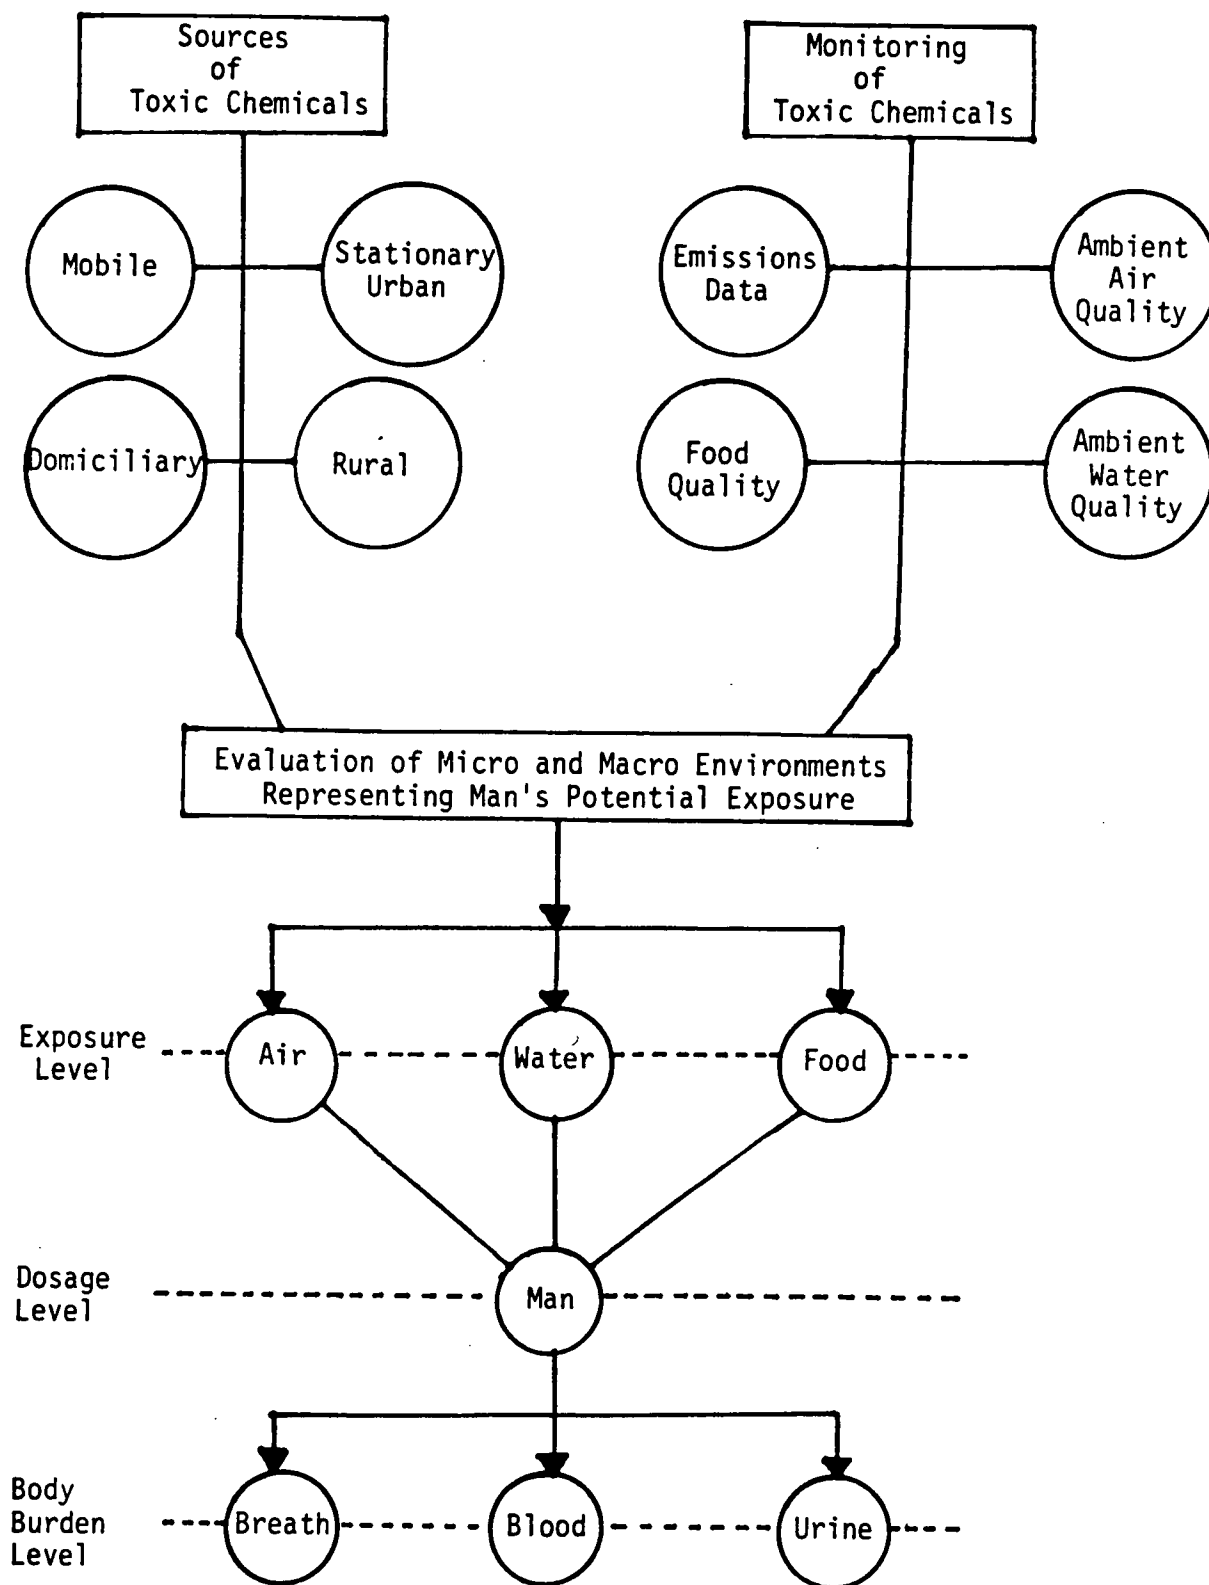 Sources
of
Toxic Chemicals
Monitoring
of
Toxic Chemicals
Mobile
Stationary
Urban
Emissions
Data
Ambient
Air
Quality
Domiciliary
Rural
Food
Quality
Ambient
Water
Quality
Evaluation of Micro and Macro Environments
Representing Man's Potential Exposure
Exposure
Level
Air
Water
Food
Dosage
Level
Man
Body
Burden
Level
Breath
Blood
Urine